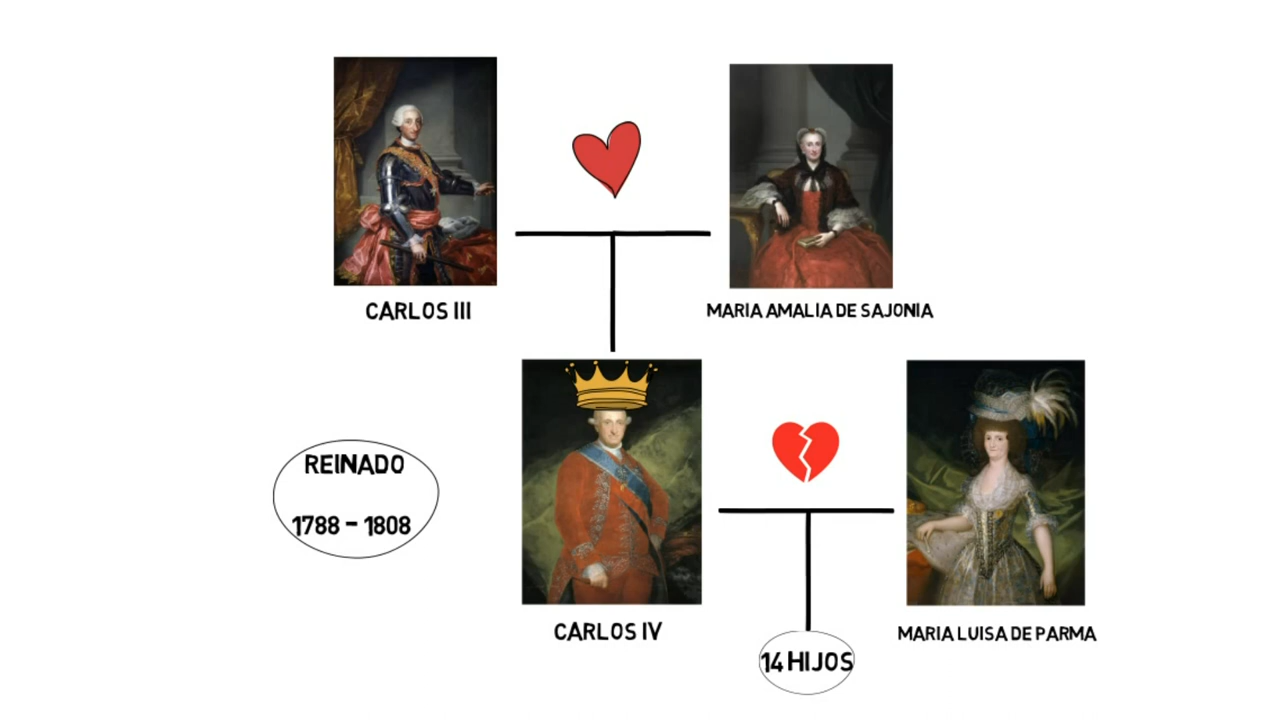 CARLOS III
MARIA AMALIA DE SAJONIA
REINADO
1788 - 1808
CARLOS IV
MARIA LUISA DE PARMA
14 HIJOS